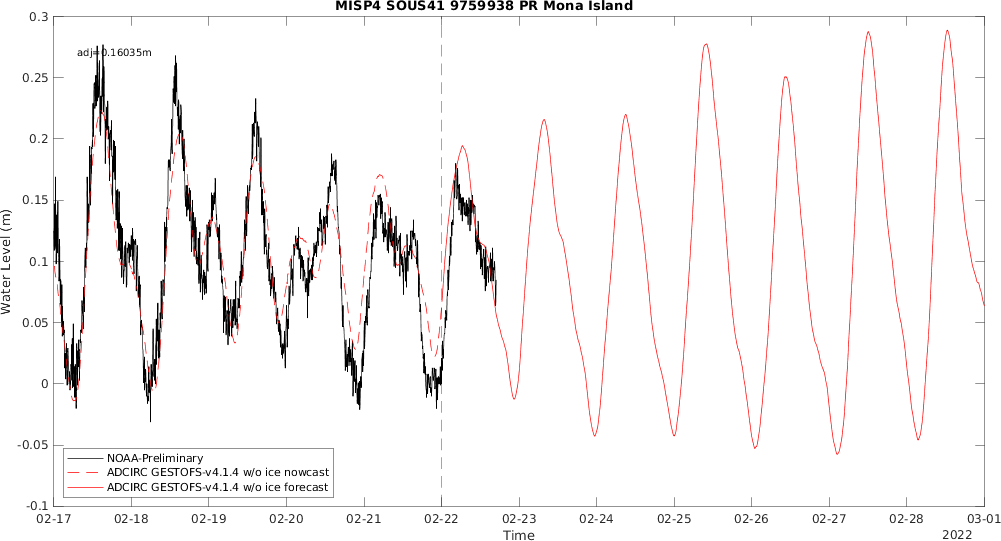 MISP4 SOUS41 9759938 PR Mona Island
adj=0.16035m
0.3
0.25
0.2
0.15
0.1
0.05
0
-0.05
-0.1
Water Level (m)
NOAA-Preliminary
ADCIRC GESTOFS-v4.1.4 w/o ice nowcast
ADCIRC GESTOFS-v4.1.4 w/o ice forecast
02-17 02-18 02-19 02-20 02-21 02-22 02-23 02-24 02-25 02-26 02-27 02-28 03-01
Time
2022